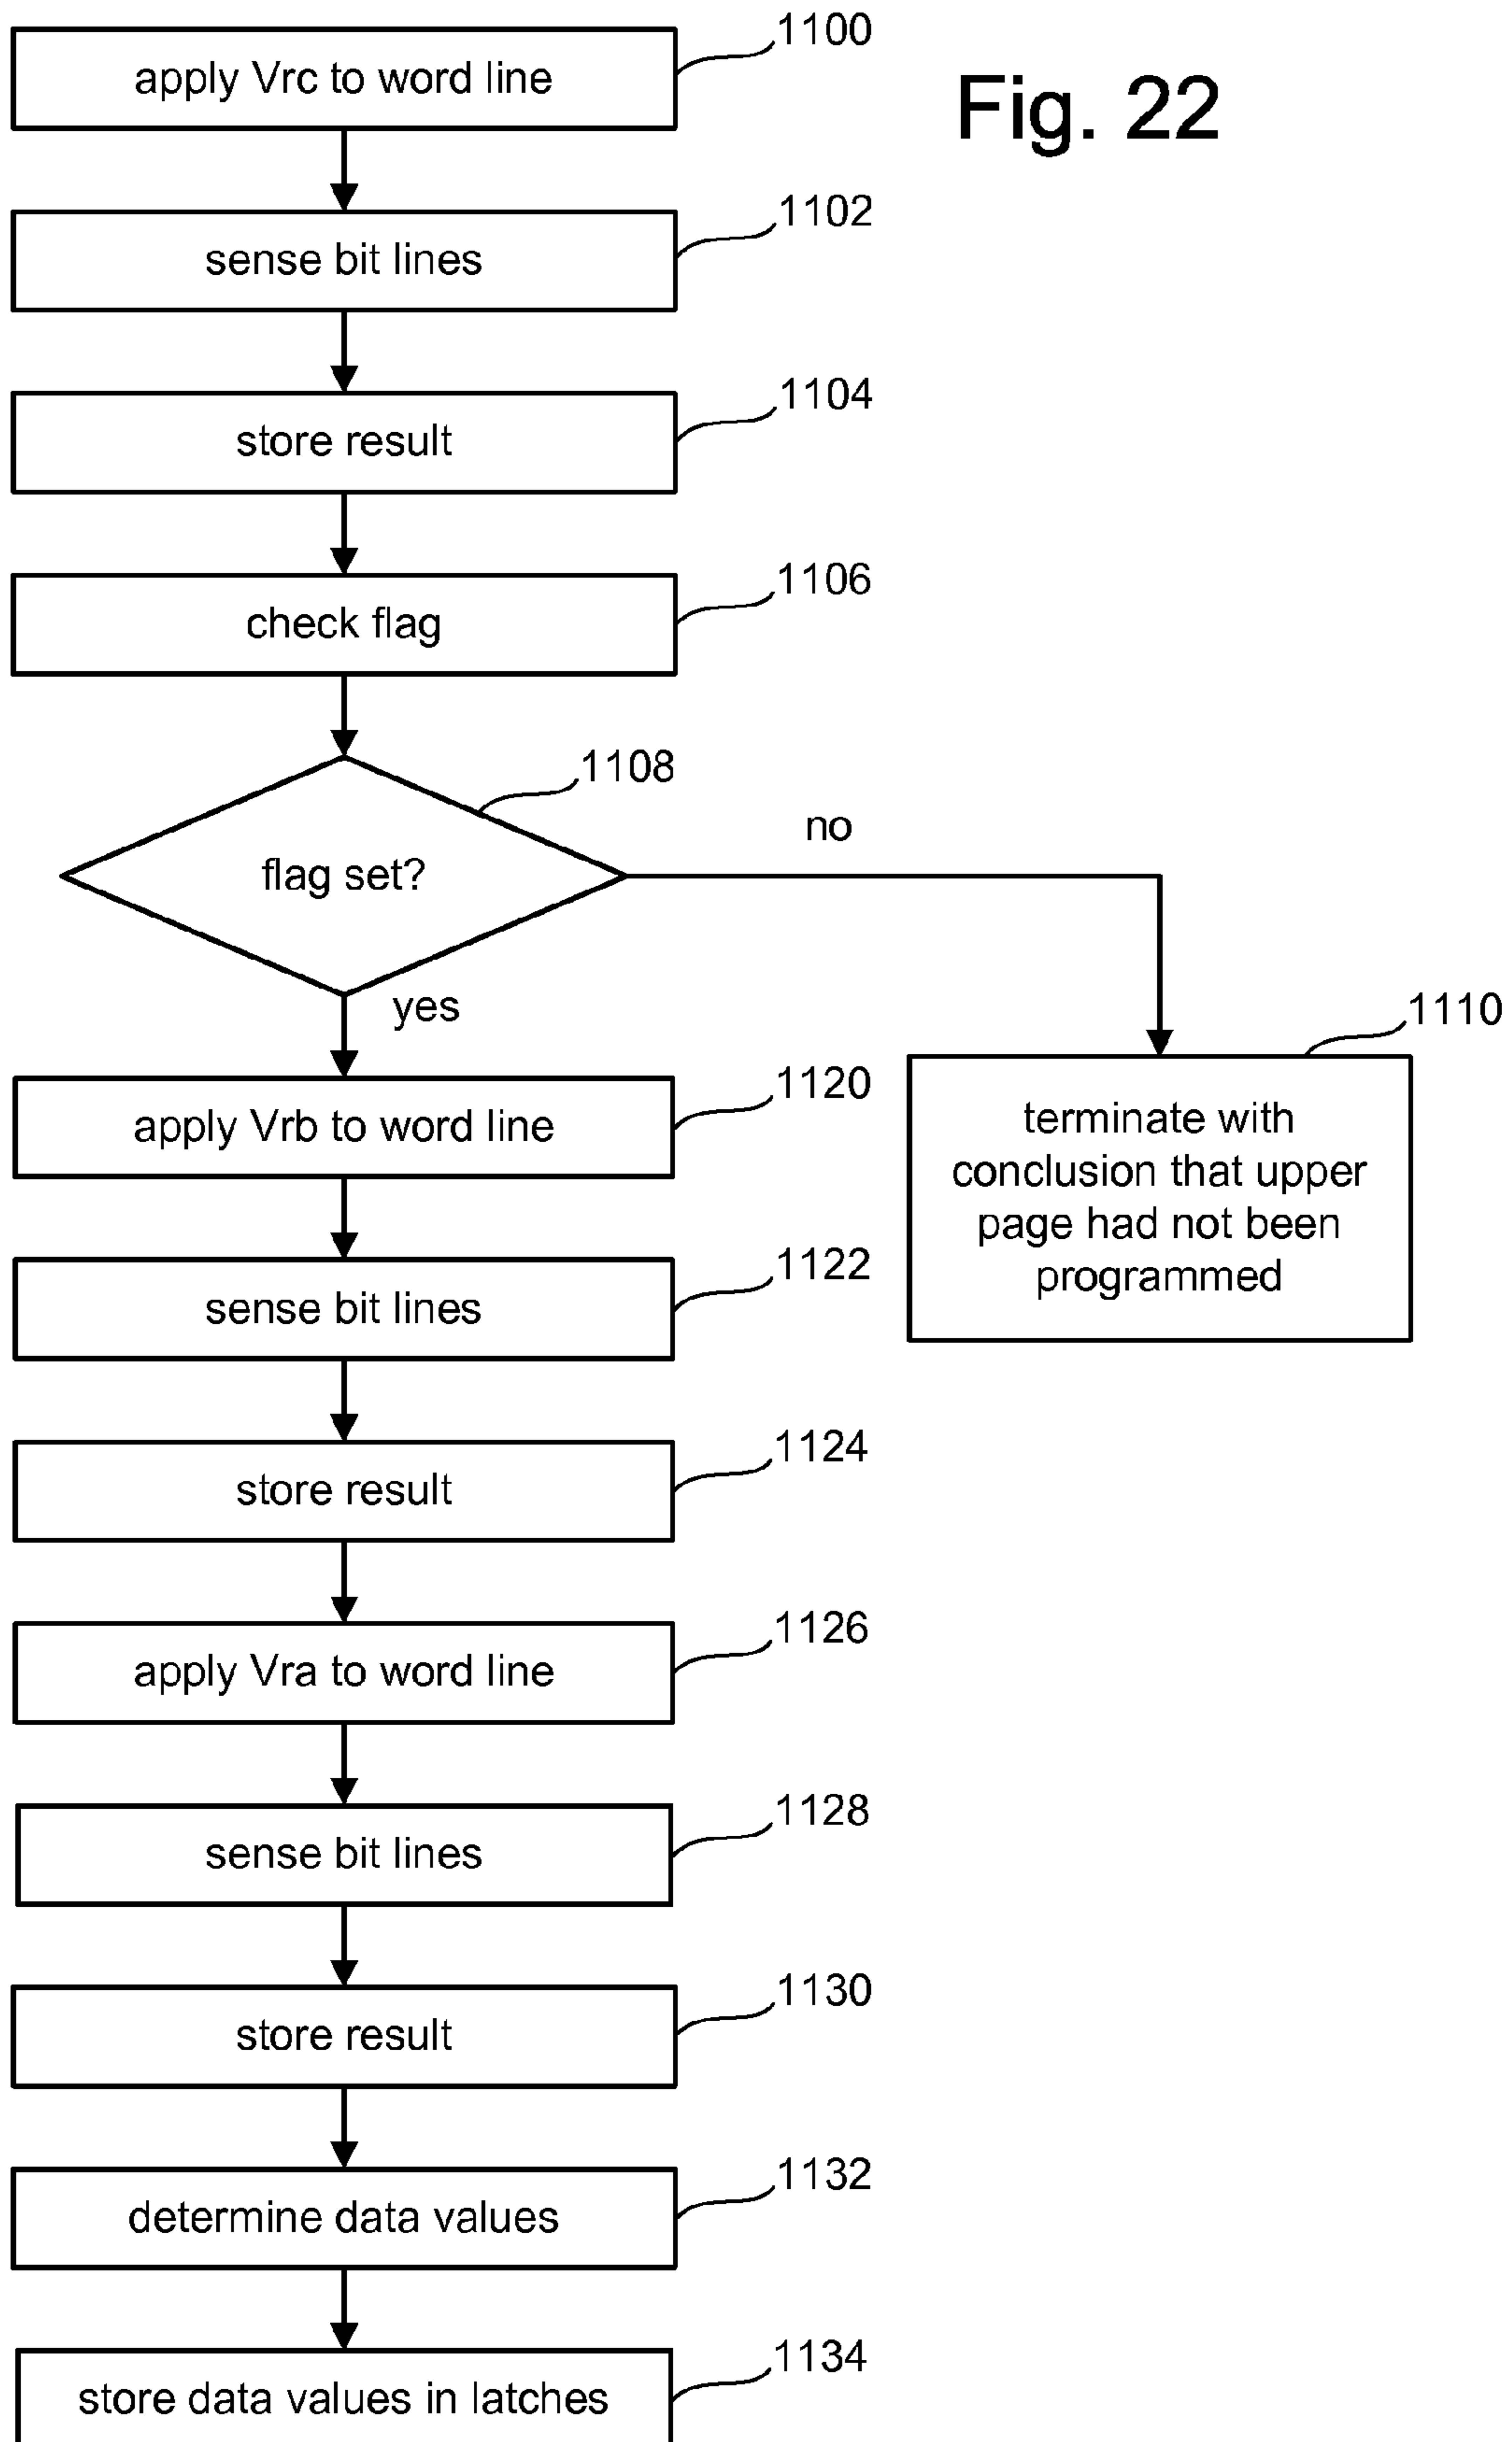 1100
apply Vrc to word line
Fig. 22
1102
sense bit lines
1104
store result
1106
check flag
1108
flag set?
no
yes
1110
terminate with
conclusion that upper
page had not been
programmed
1120
apply Vrb to word line
1122
sense bit lines
1124
store result
1126
apply Vra to word line
1128
sense bit lines
1130
store result
1132
determine data values
1134
store data values in latches